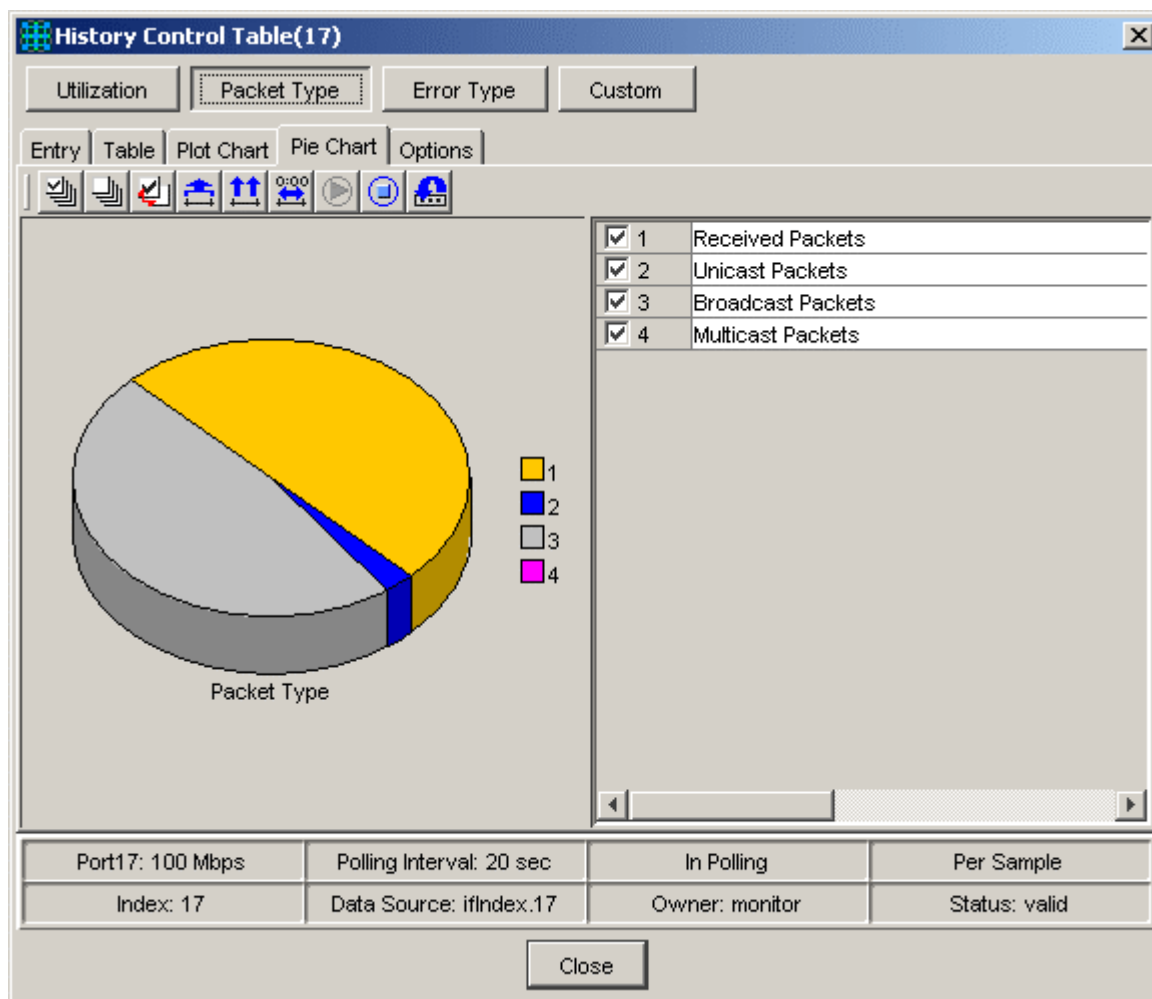 History Control Table(17)
Utilization Packet Type Error Type Custom
Entry Table Plot Chart Pie Chart Options
0:00
1 Received Packets
2 Unicast Packets
3 Broadcast Packets
4 Multicast Packets
1
2
3
4
Packet Type
Port17: 100 Mbps Polling Interval: 20 sec In Polling Per Sample
Index: 17 Data Source: ifIndex.17 Owner: monitor Status: valid
Close